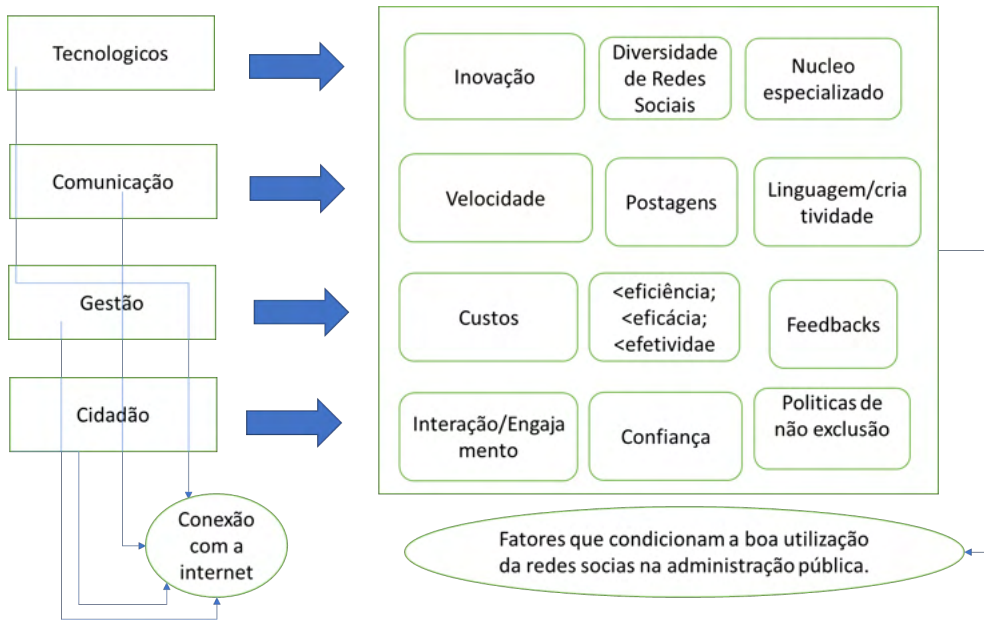 Tecnologicos
Inovação
Diversidade
de Redes
Sociais
Nucleo
especializado
Comunicação
Velocidade
Postagens
Linguagem/cria
tividade
Gestão
Custos
<eficiência;
<eficácia;
<efetividae
Feedbacks
Cidadão
Interação/Engaja
mento
Confiança
Politicas de
não exclusão
Conexão
com a
internet
Fatores que condicionam a boa utilização
da redes socias na administração pública.